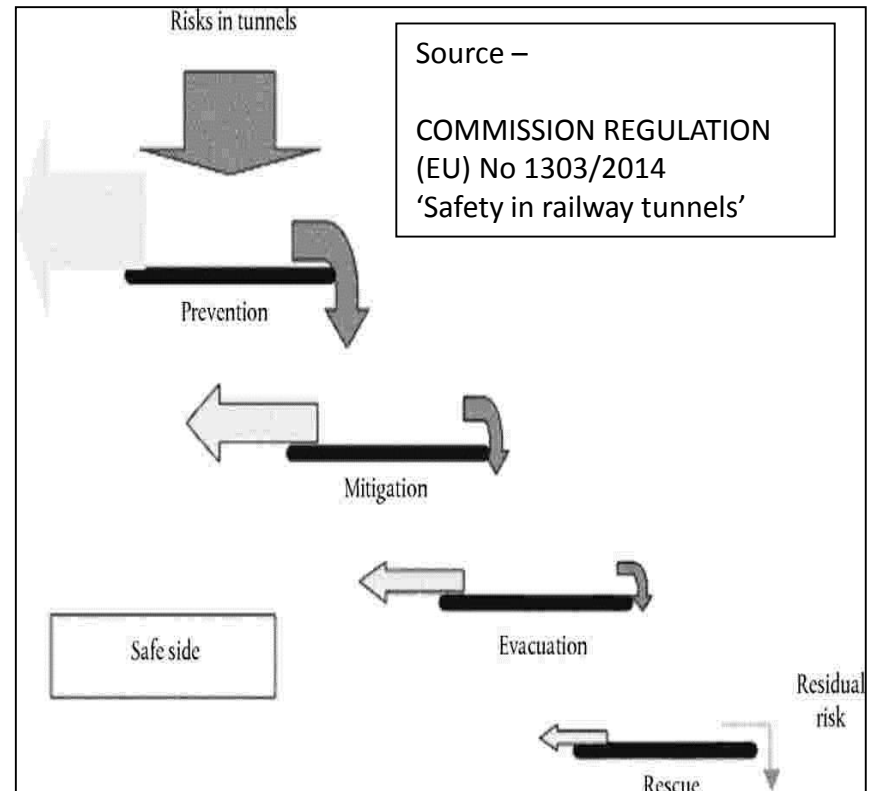 Risks in tunnels
Source –
COMMISSION REGULATION
(EU) No 1303/2014
‘Safety in railway tunnels’
Prevention
Mitigation
Evacuation
Safe side
Residual
risk
Rescue